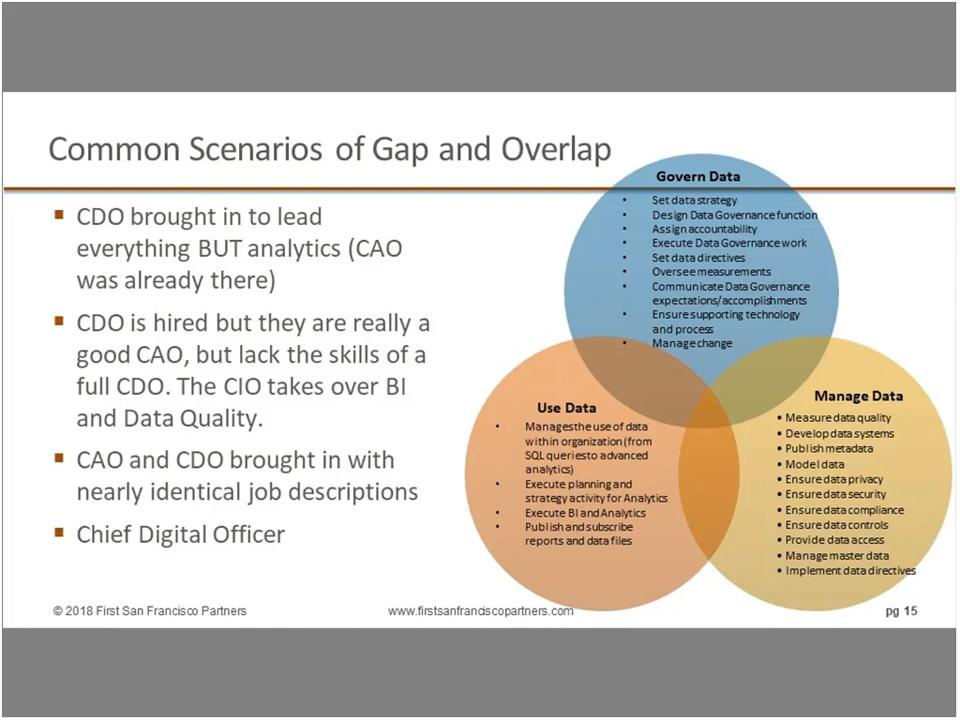 Common Scenarios of Gap and Overlap
▪ CDO brought in to lead
everything BUT analytics (CAO
was already there)
▪ CDO is hired but they are really a
good CAO, but lack the skills of a
full CDO. The CIO takes over BI
and Data Quality.
▪ CAO and CDO brought in with
nearly identical job descriptions
▪ Chief Digital Officer
Govern Data
• Set data strategy
• Design Data Governance function
• Assign accountability
• Execute Data Governance work
• Set data directives
• Oversee measurements
• Communicate Data Governance
expectations/accomplishments
• Ensure supporting technology
and process
• Manage change
Use Data
• Manages the use of data
within organization (from
SQL queries to advanced
analytics)
• Execute planning and
strategy activity for Analytics
• Execute BI and Analytics
• Publish and subscribe
reports and data files
Manage Data
• Measure data quality
• Develop data systems
• Publish metadata
• Model data
• Ensure data privacy
• Ensure data security
• Ensure data compliance
• Ensure data controls
• Provide data access
• Manage master data
• Implement data directives
© 2018 First San Francisco Partners
www.firstsanfranciscopartners.com
pg 15